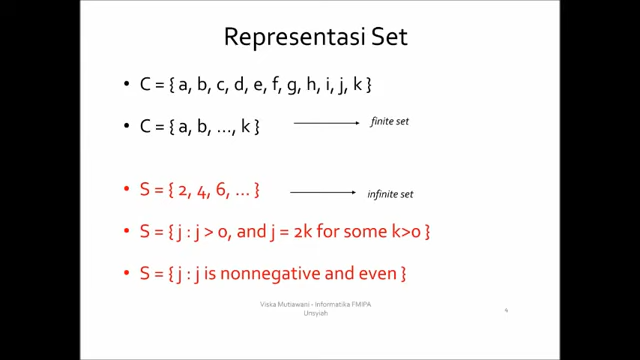 Representasi Set
• C = { a, b, c, d, e, f, g, h, i, j, k }
• C = { a, b, …, k }
finite set
• S = { 2, 4, 6, … }
infinite set
• S = { j : j > 0, and j = 2k for some k>0 }
• S = { j : j is nonnegative and even }
Viska Mutiawani - Informatika FMIPA
Unsyiah
4